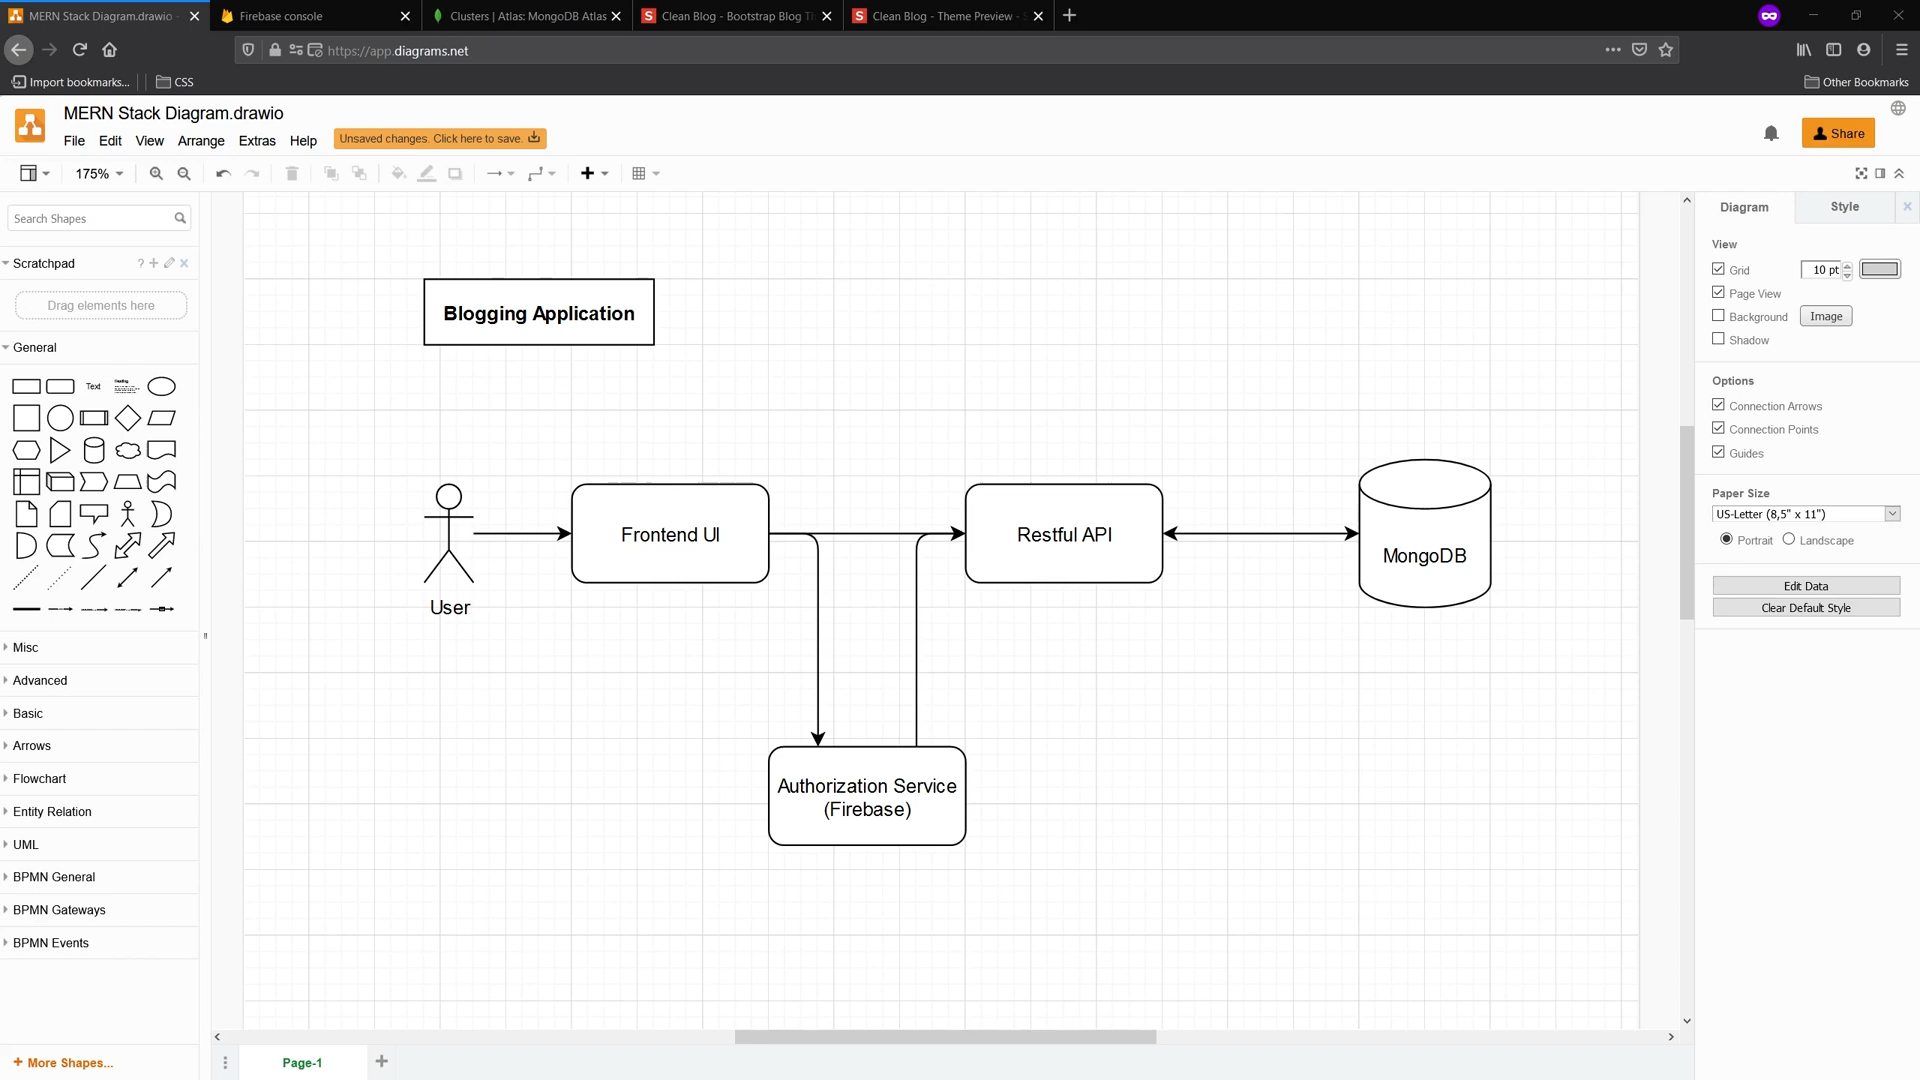 MERN Stack Diagram.drawio -
Firebase console
Clusters | Atlas: MongoDB Atlas
Clean Blog - Bootstrap Blog Th
Clean Blog - Theme Preview -
https://app.diagrams.net
Import bookmarks...
CSS
Other Bookmarks
MERN Stack Diagram.drawio
File
Edit
View
Arrange
Extras
Help
Unsaved changes. Click here to save.
Share
175%
Search Shapes
Scratchpad
?
Drag elements here
General
Text
Heading
Misc
Advanced
Basic
Arrows
Flowchart
Entity Relation
UML
BPMN General
BPMN Gateways
BPMN Events
+ More Shapes...
Blogging Application
User
Frontend UI
Restful API
MongoDB
Authorization Service
(Firebase)
Page-1
Diagram
Style
View
Grid
10 pt
Page View
Background
Image
Shadow
Options
Connection Arrows
Connection Points
Guides
Paper Size
US-Letter (8,5" x 11")
Portrait
Landscape
Edit Data
Clear Default Style